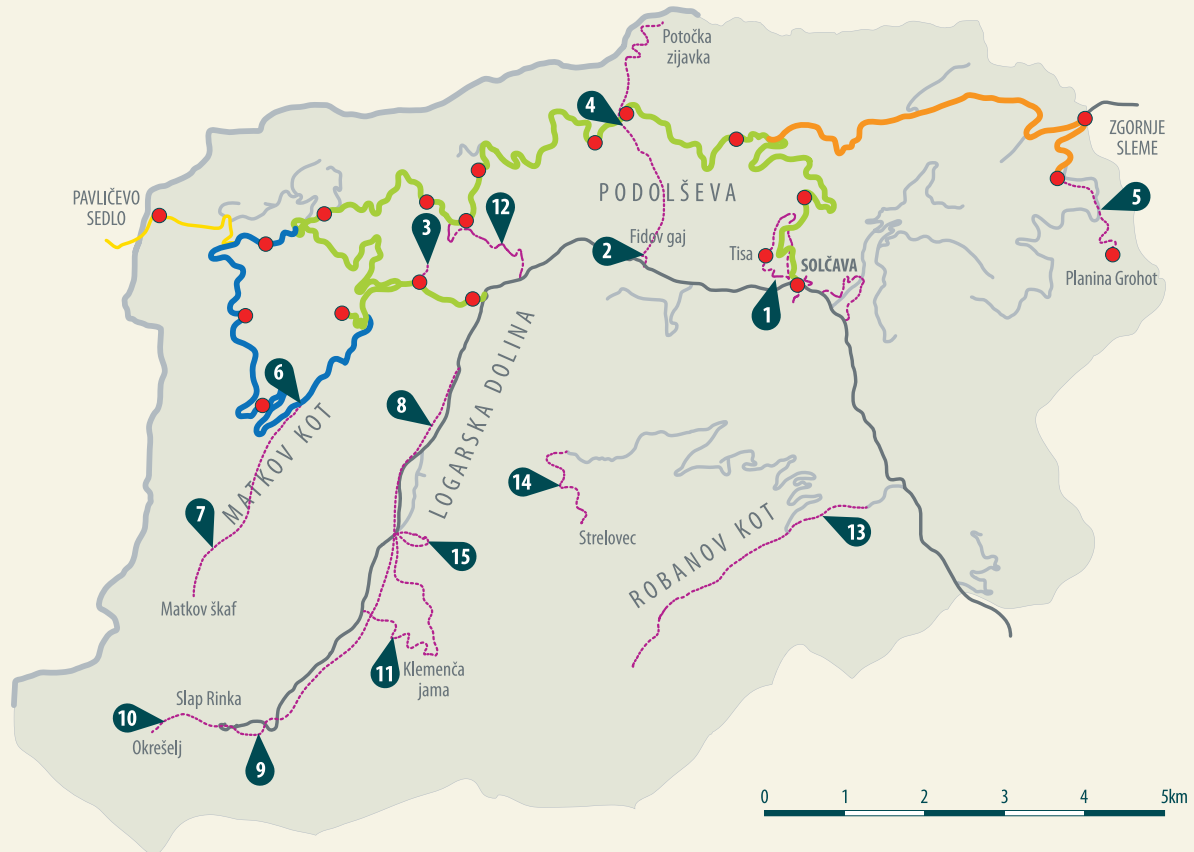 Potočka
zijavka
4
ZGORNJE
SLEME
PAVLIČEVO
SEDLO
PODOLŠEVA
5
12
3
2
Fidov gaj
Tisa
SOLČAVA
Planina Grohot
1
6
8
LOGARSKA DOLINA
MATKOV KOT
14
7
Strelovec
13
ROBANOV KOT
15
Matkov škaf
11
Klemenča
jama
Slap Rinka
10
Okrešelj
9
0 1 2 3 4 5km